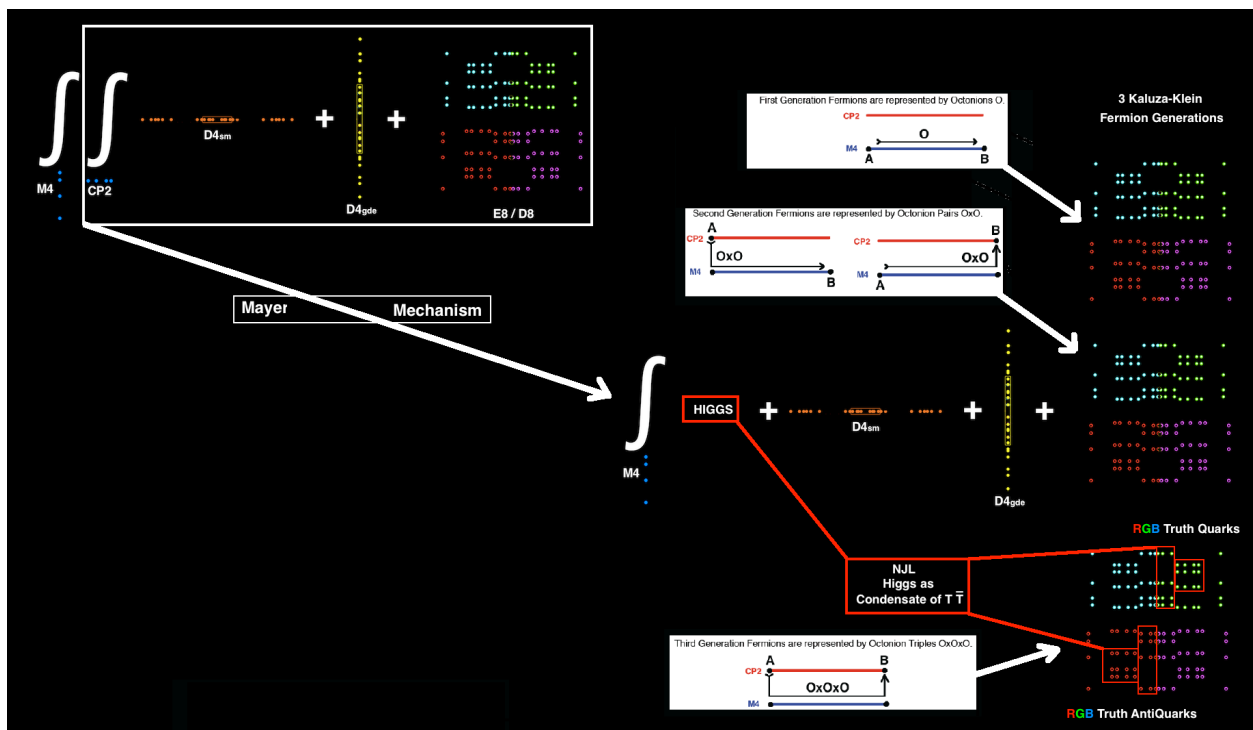 First Generation Fermions are represented by Octonions O.
CP2
O
M4
A
B
3 Kaluza-Klein
Fermion Generations
+
+
D4sm
D4gde
E8 / D8
∫
∫
M4
CP2
Second Generation Fermions are represented by Octonion Pairs OxO.
A
CP2
OxO
M4
B
B
CP2
OxO
M4
A
Mayer
Mechanism
∫
HIGGS
+
+
+
D4sm
M4
D4gde
RGB Truth Quarks
NJL
Higgs as
Condensate of T T̅
Third Generation Fermions are represented by Octonion Triples OxOxO.
A
B
CP2
OxOxO
M4
RGB Truth AntiQuarks